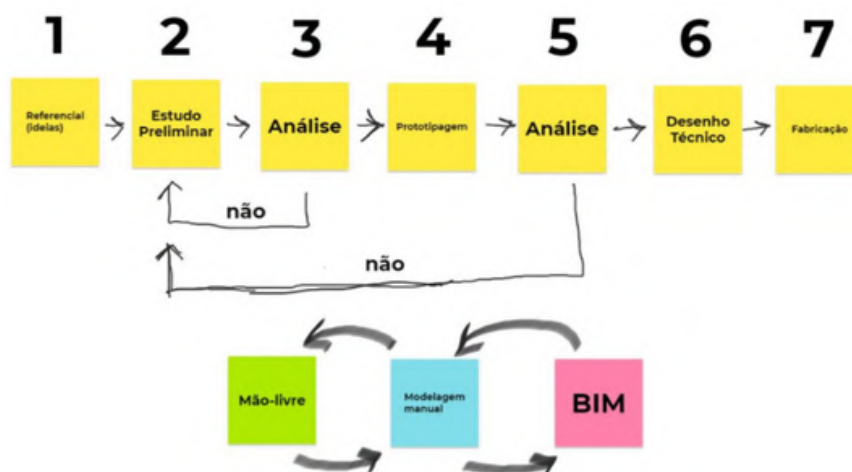 1 2 3 4 5 6 7
Referencial
(ideias)
Estudo
Preliminar
Análise
Prototipagem
Análise
Desenho
Técnico
Fabricação
não
não
Mão-livre
Modelagem
manual
BIM